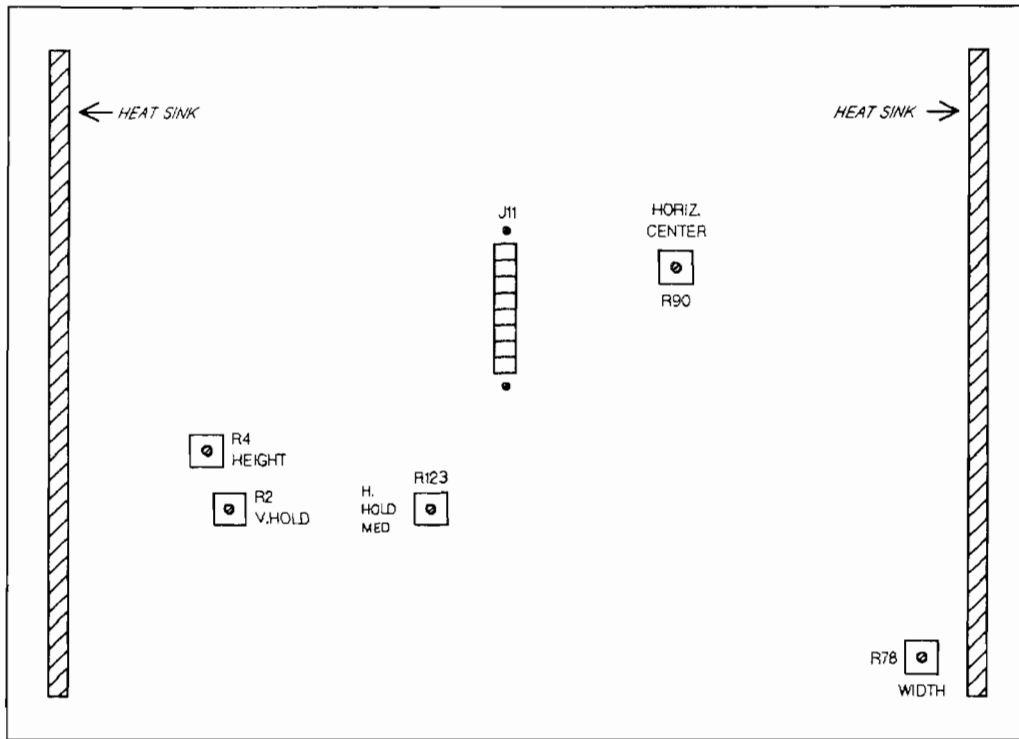 HEAT SINK
HEAT SINK
J11
HORIZ.
CENTER
R90
R4
HEIGHT
R2
V.HOLD
H.
HOLD
MED
R123
R78
WIDTH